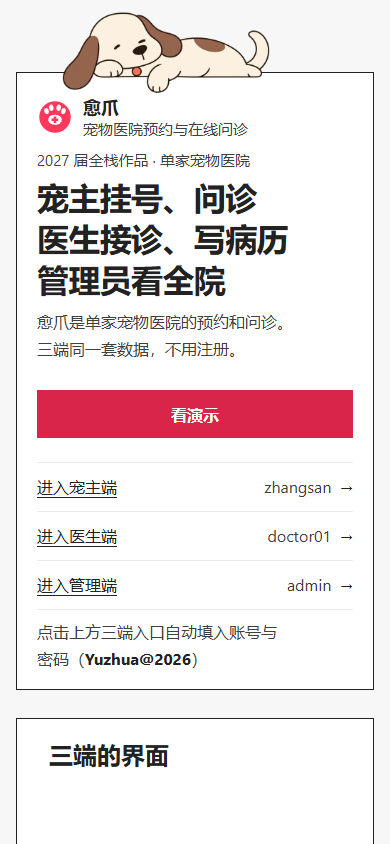 愈爪
宠物医院预约与在线问诊
2027 届全栈作品 · 单家宠物医院
宠主挂号、问诊
医生接诊、写病历
管理员看全院
愈爪是单家宠物医院的预约和问诊。
三端同一套数据，不用注册。
看演示
进入宠主端 zhangsan →
进入医生端 doctor01 →
进入管理端 admin →
点击上方三端入口自动填入账号与
密码（Yuzhua@2026）
三端的界面